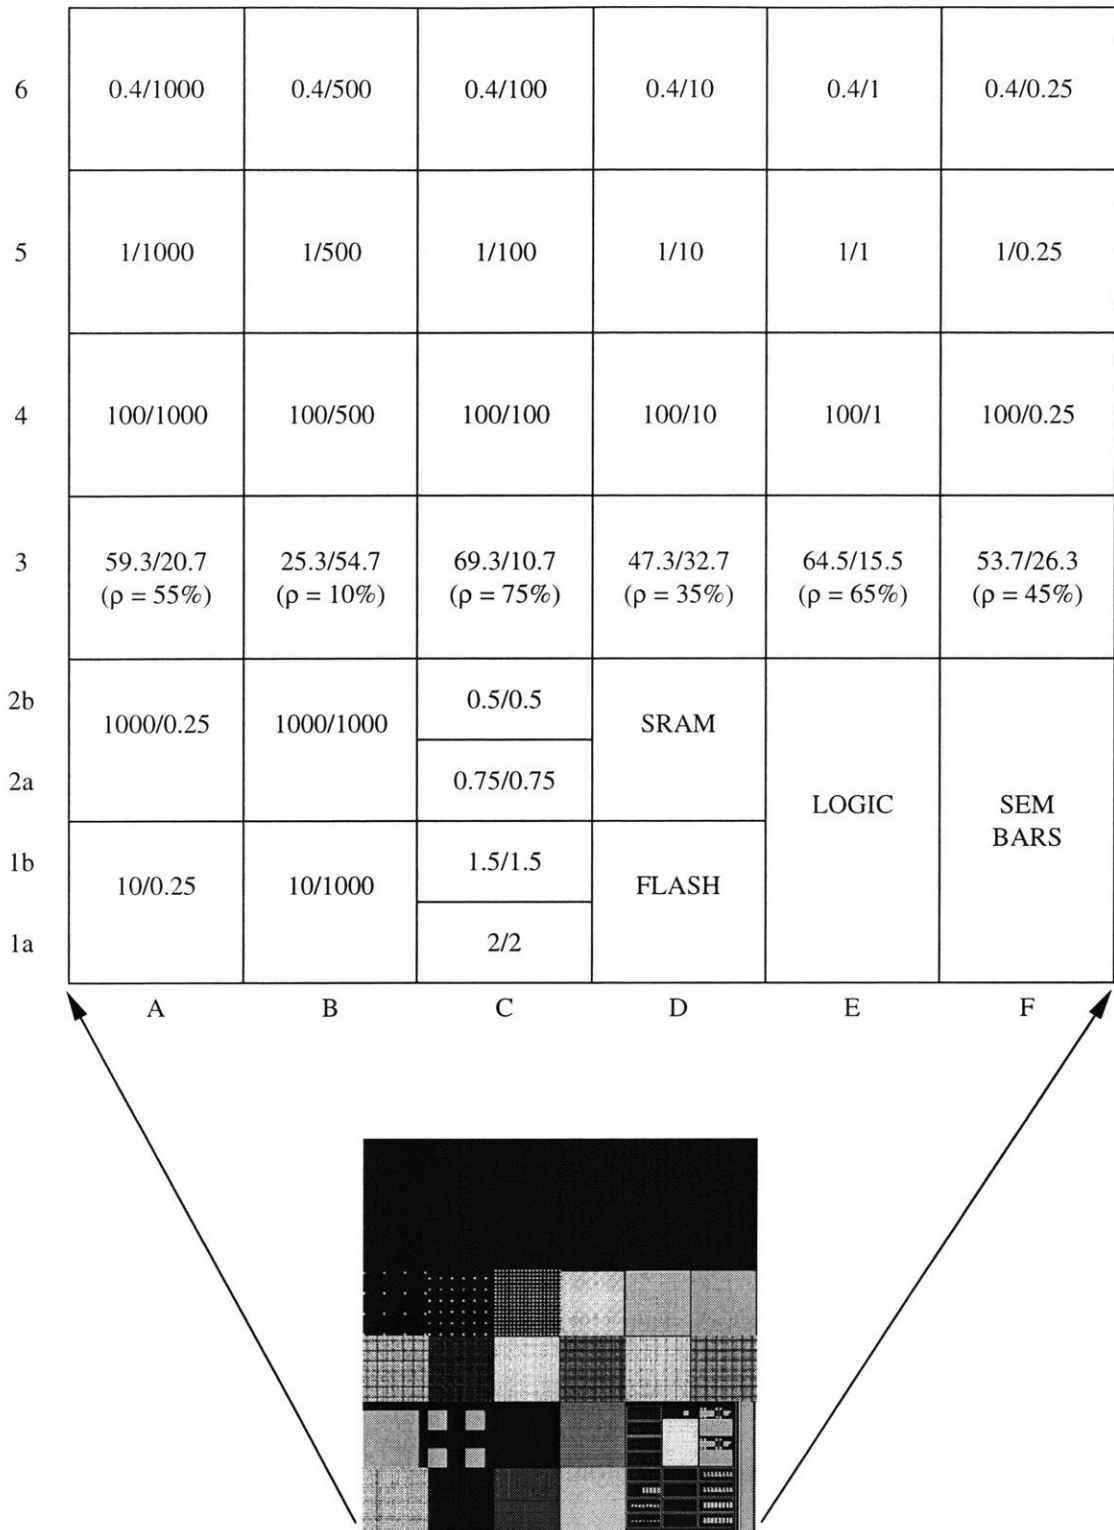 6 0.4/1000 0.4/500 0.4/100 0.4/10 0.4/1 0.4/0.25
5 1/1000 1/500 1/100 1/10 1/1 1/0.25
4 100/1000 100/500 100/100 100/10 100/1 100/0.25
3 59.3/20.7 25.3/54.7 69.3/10.7 47.3/32.7 64.5/15.5 53.7/26.3
(ρ = 55%) (ρ = 10%) (ρ = 75%) (ρ = 35%) (ρ = 65%) (ρ = 45%)
2b 0.5/0.5
1000/0.25 1000/1000 SRAM
2a 0.75/0.75
LOGIC SEM
BARS
1b 1.5/1.5
10/0.25 10/1000 FLASH
1a 2/2
A B C D E F